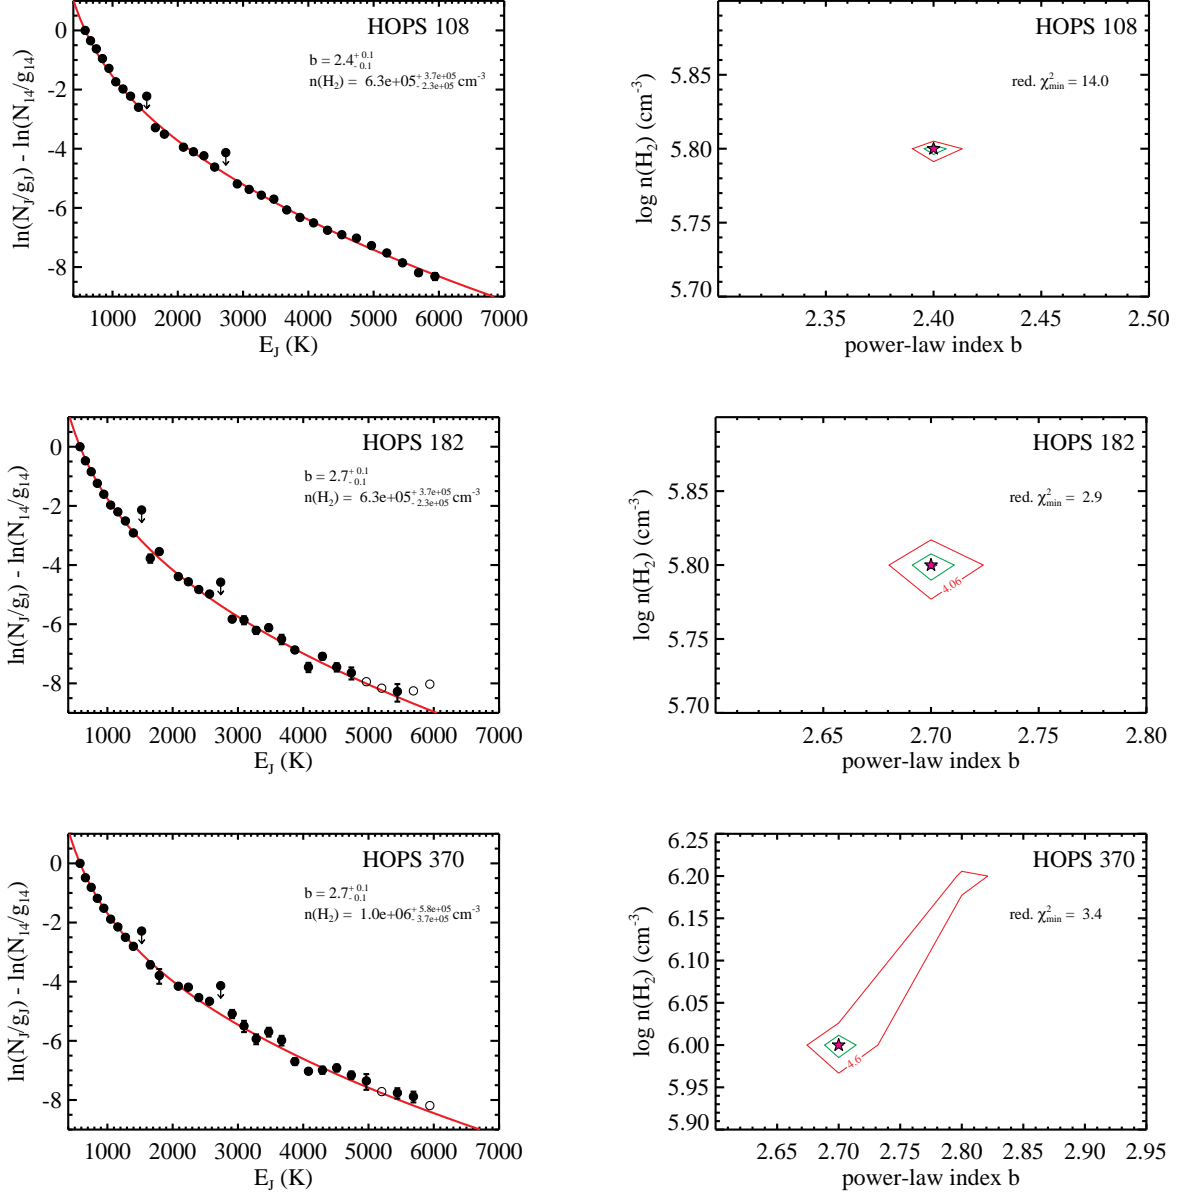 HOPS 108
b = 2.4 +0.1 -0.1
n(H2) = 6.3e+05 +3.7e+05 -2.3e+05 cm-3
0
-2
-4
-6
-8
ln(NJ/gJ) - ln(N14/g14)
1000 2000 3000 4000 5000 6000 7000
EJ (K)
HOPS 108
red. χ2min = 14.0
5.85
5.80
5.75
5.70
log n(H2) (cm-3)
2.35 2.40 2.45 2.50
power-law index b
HOPS 182
b = 2.7 +0.1 -0.1
n(H2) = 6.3e+05 +3.7e+05 -2.3e+05 cm-3
0
-2
-4
-6
-8
ln(NJ/gJ) - ln(N14/g14)
1000 2000 3000 4000 5000 6000 7000
EJ (K)
HOPS 182
red. χ2min = 2.9
5.85
5.80
5.75
5.70
4.06
log n(H2) (cm-3)
2.65 2.70 2.75 2.80
power-law index b
HOPS 370
b = 2.7 +0.1 -0.1
n(H2) = 1.0e+06 +5.8e+05 -3.7e+05 cm-3
0
-2
-4
-6
-8
ln(NJ/gJ) - ln(N14/g14)
1000 2000 3000 4000 5000 6000 7000
EJ (K)
HOPS 370
red. χ2min = 3.4
6.25
6.20
6.15
6.10
6.05
6.00
5.95
5.90
4.6
log n(H2) (cm-3)
2.65 2.70 2.75 2.80 2.85 2.90 2.95
power-law index b